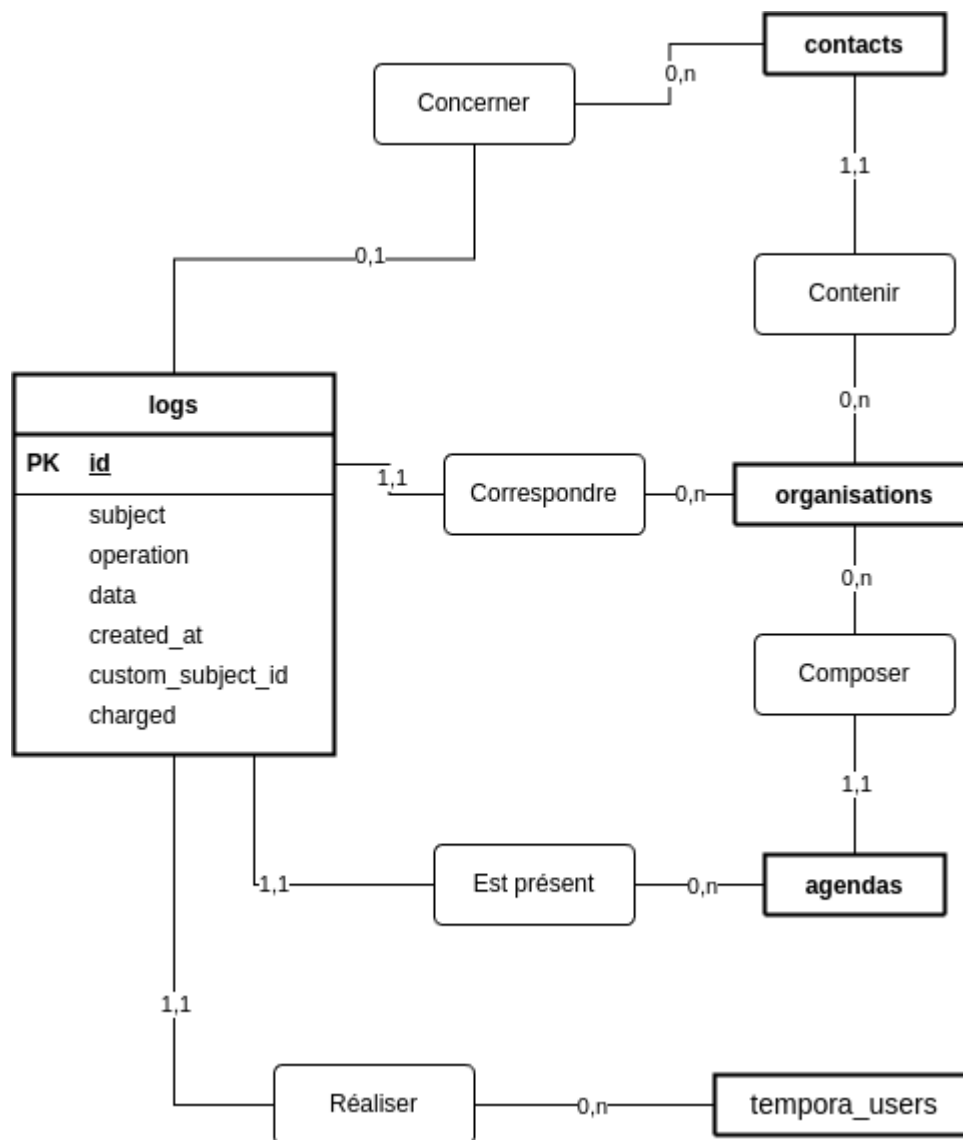 contacts
0,n
Concerner
1,1
0,1
Contenir
0,n
logs
PK id
1,1
Correspondre
0,n
organisations
subject
operation
data
created_at
custom_subject_id
charged
0,n
Composer
1,1
1,1
Est présent
0,n
agendas
1,1
Réaliser
0,n
tempora_users